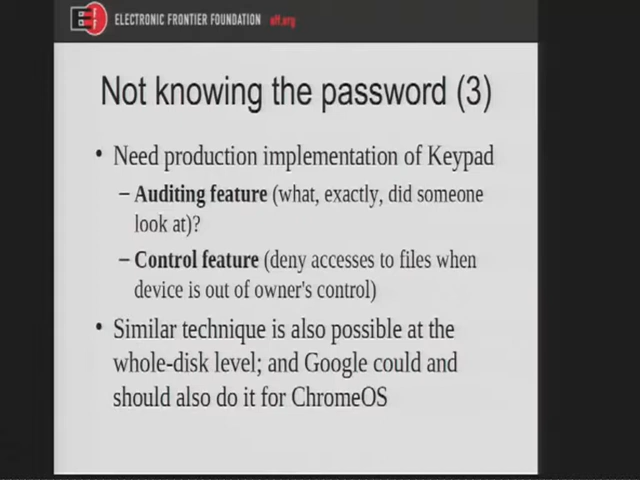 ELECTRONIC FRONTIER FOUNDATION eff.org
Not knowing the password (3)
• Need production implementation of Keypad
– Auditing feature (what, exactly, did someone
look at)?
– Control feature (deny accesses to files when
device is out of owner's control)
• Similar technique is also possible at the
whole-disk level; and Google could and
should also do it for ChromeOS